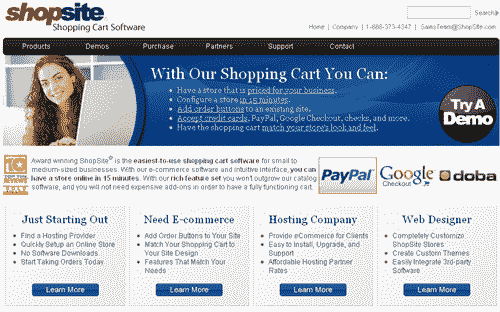 shopsite
Shopping Cart Software
Search
Home | Company | 1-888-373-4347 | SalesTeam@ShopSite.com
Products Demos Purchase Partners Support Contact
With Our Shopping Cart You Can:
Have a store that is priced for your business.
Configure a store in 15 minutes.
Add order buttons to an existing site.
Accept credit cards, PayPal, Google Checkout, checks, and more.
Have the shopping cart match your store's look and feel.
Try A
Demo
Award winning ShopSite® is the easiest-to-use shopping cart software for small to
medium-sized businesses. With our e-commerce software and intuitive interface, you can
have a store online in 15 minutes. With our rich feature set you won't outgrow our catalog
software, and you will not need expensive add-ons in order to have a fully functioning cart.
PayPal
Google
Checkout
doba
Just Starting Out
Find a Hosting Provider
Quickly Setup an Online Store
No Software Downloads
Start Taking Orders Today
Learn More
Need E-commerce
Add Order Buttons to Your Site
Match Your Shopping Cart to
Your Site Design
Features That Match Your
Needs
Learn More
Hosting Company
Provide eCommerce for Clients
Easy to Install, Upgrade, and
Support
Affordable Hosting Partner
Rates
Learn More
Web Designer
Completely Customize
ShopSite Stores
Create Custom Themes
Easily Integrate 3rd-party
Software
Learn More